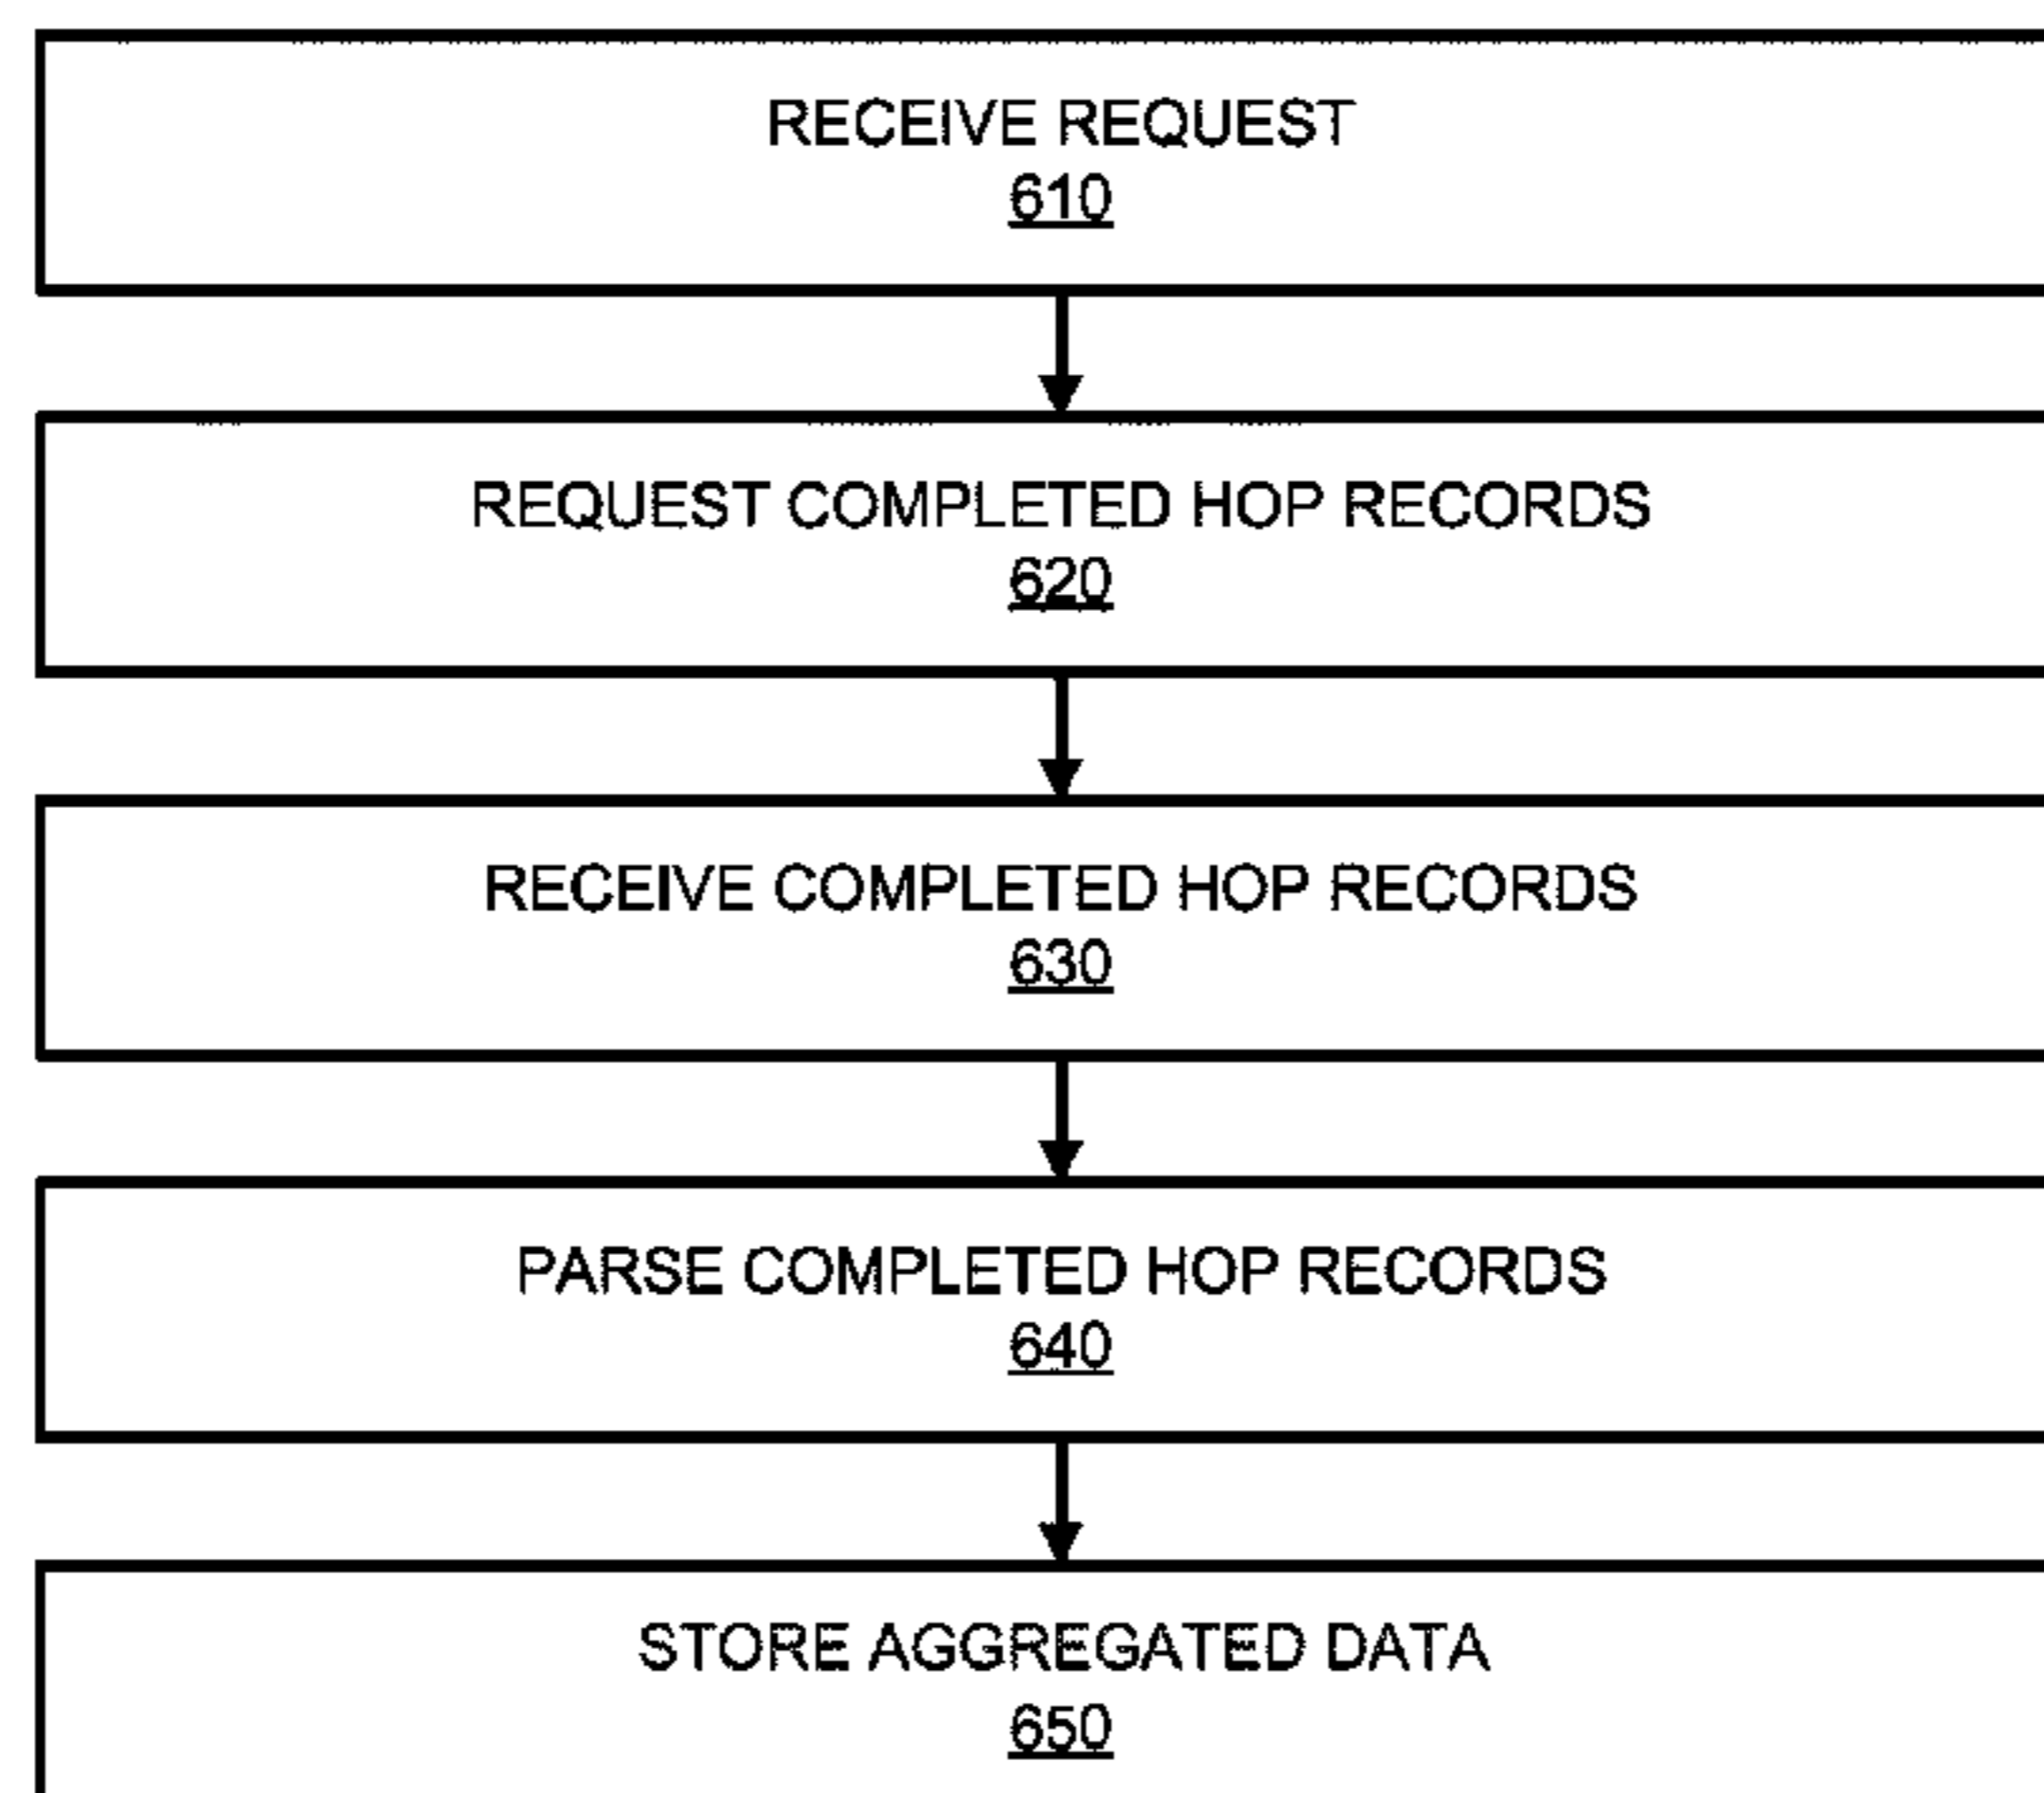 RECEIVE REQUEST
610
REQUEST COMPLETED HOP RECORDS
620
RECEIVE COMPLETED HOP RECORDS
630
PARSE COMPLETED HOP RECORDS
640
STORE AGGREGATED DATA
650